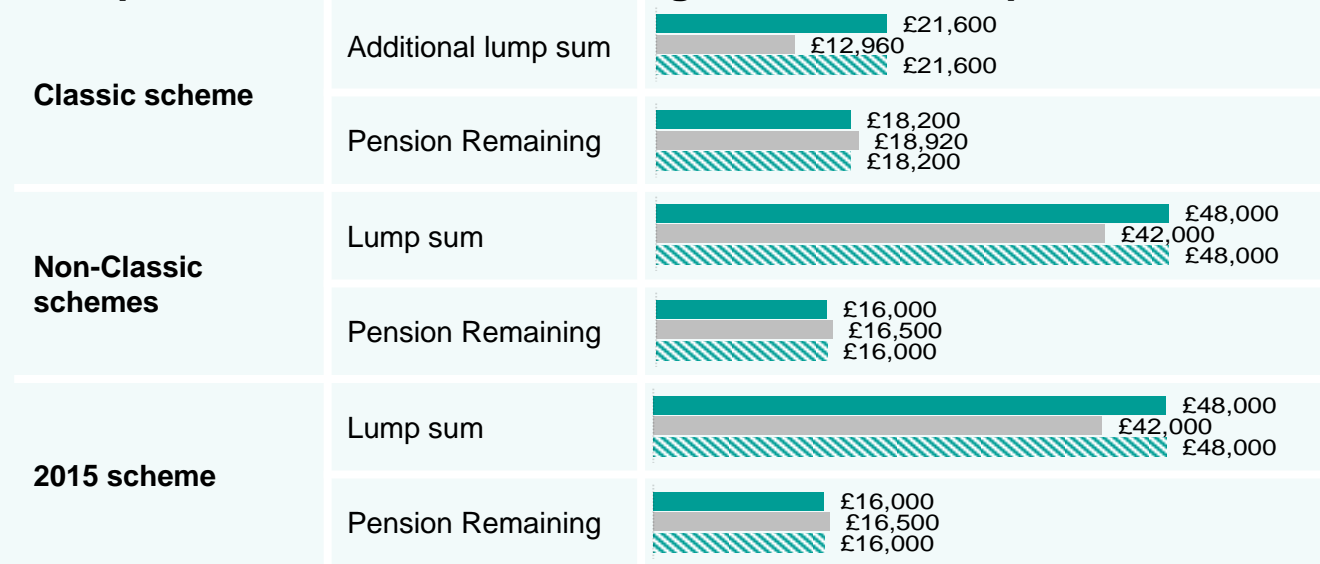 Classic scheme
Additional lump sum
£21,600
£12,960
£21,600
Pension Remaining
£18,200
£18,920
£18,200
Non-Classic
schemes
Lump sum
£48,000
£42,000
£48,000
Pension Remaining
£16,000
£16,500
£16,000
2015 scheme
Lump sum
£48,000
£42,000
£48,000
Pension Remaining
£16,000
£16,500
£16,000